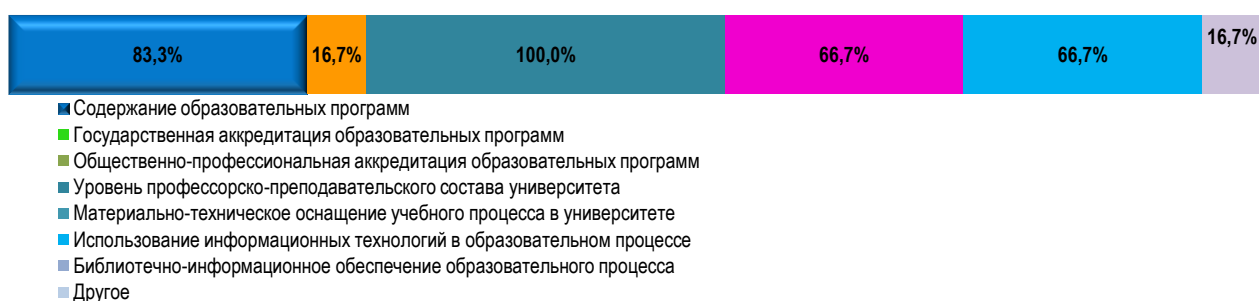 83,3% 16,7% 100,0% 66,7% 66,7% 16,7%
Содержание образовательных программ
Государственная аккредитация образовательных программ
Общественно-профессиональная аккредитация образовательных программ
Уровень профессорско-преподавательского состава университета
Материально-техническое оснащение учебного процесса в университете
Использование информационных технологий в образовательном процессе
Библиотечно-информационное обеспечение образовательного процесса
Другое